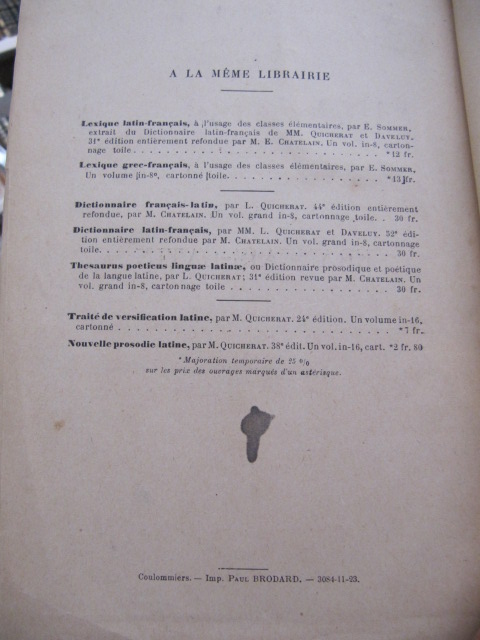 A LA MÊME LIBRAIRIE
Lexique latin-français, à l'usage des classes élémentaires, par E. SOMMER,
extrait du Dictionnaire latin-français de MM. QUICHERAT et DAVELUY.
31e édition entièrement refondue par M. E. CHATELAIN. Un vol. in-8, carton-
nage toile. . . . . . . . . . . . . . . . . . . . . . . . . . . *12 fr.
Lexique grec-français, à l'usage des classes élémentaires, par E. SOMMER,
Un volume in-8º, cartonné toile. . . . . . . . . . . . . . . . . . *13 fr.
Dictionnaire français-latin, par L. QUICHERAT. 44e édition entièrement
refondue, par M. CHATELAIN. Un vol. grand in-8, cartonnage toile. . 30 fr.
Dictionnaire latin-français, par MM. L. QUICHERAT et DAVELUY. 52e édi-
tion entièrement refondue par M. CHATELAIN. Un vol. grand in-8, cartonnage
toile. . . . . . . . . . . . . . . . . . . . . . . . . . . . . 30 fr.
Thesaurus poeticus linguæ latinæ, ou Dictionnaire prosodique et poétique
de la langue latine, par L. QUICHERAT; 31e édition revue par M. CHATELAIN. Un
vol. grand in-8, cartonnage toile . . . . . . . . . . . . . . . . 30 fr.
Traité de versification latine, par M. QUICHERAT. 24e édition. Un volume in-16,
cartonné . . . . . . . . . . . . . . . . . . . . . . . . . . . . *7 fr.
Nouvelle prosodie latine, par M. QUICHERAT. 38e édit. Un vol. in-16, cart. *2 fr. 80
* Majoration temporaire de 25 %
sur les prix des ouvrages marqués d'un astérisque.
Coulommiers. — Imp. PAUL BRODARD. — 3084-11-23.